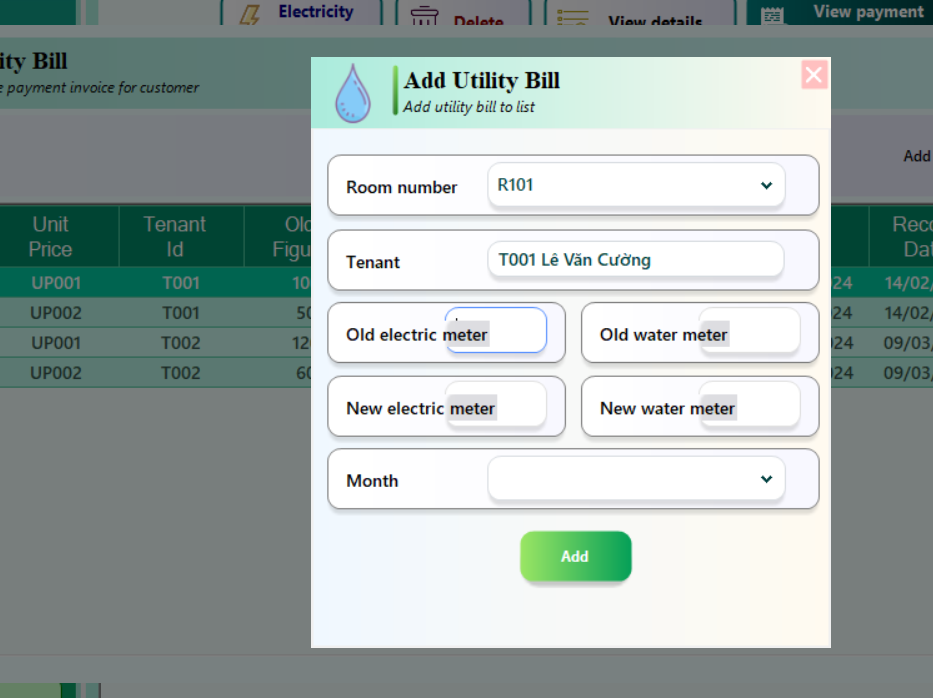 Electricity
Delete
View details
View payment
ity Bill
e payment invoice for customer
Add Utility Bill
Add utility bill to list
Add
Room number R101
Tenant T001 Lê Văn Cường
Old electric meter
Old water meter
New electric meter
New water meter
Month
Add
Unit Price
Tenant Id
Old Figu
Reco Dat
UP001 T001 10 24 14/02/
UP002 T001 50 24 14/02/
UP001 T002 12 24 09/03/
UP002 T002 60 24 09/03/